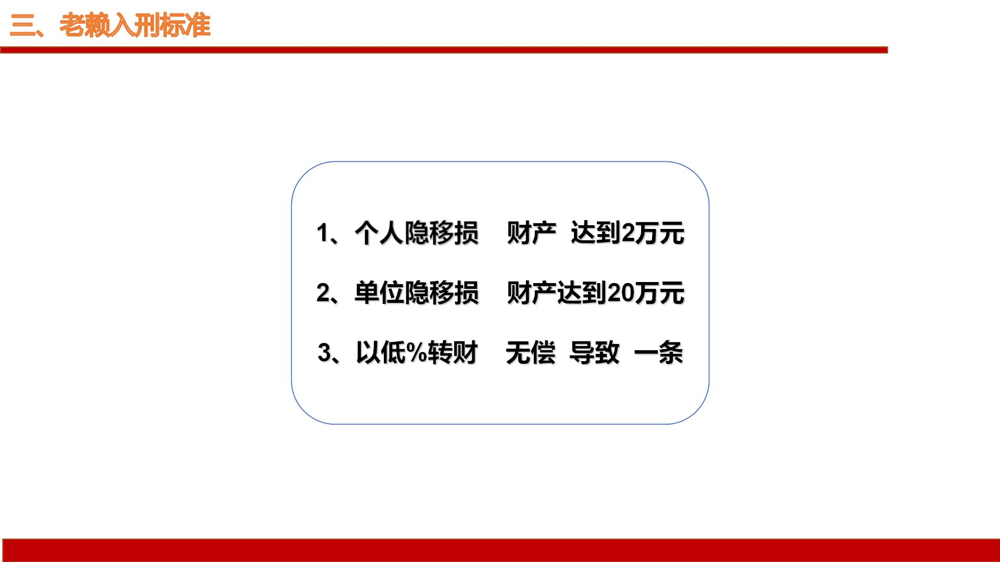 三、老赖入刑标准
1、个人隐移损 财产 达到2万元
2、单位隐移损 财产达到20万元
3、以低%转财 无偿 导致 一条